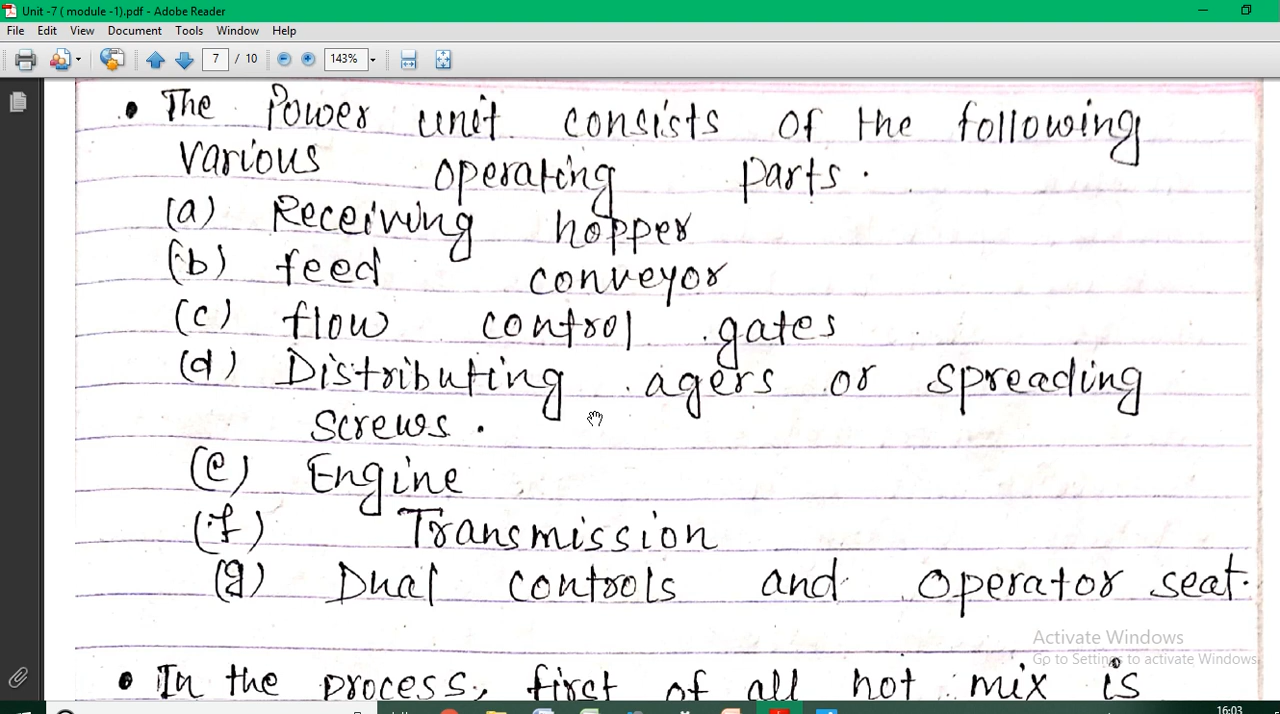 Unit -7 ( module -1).pdf - Adobe Reader
File Edit View Document Tools Window Help
7 / 10 143%
• The Power unit consists of the following
various operating parts.
(a) Receiving hopper
(b) feed conveyor
(c) flow control gates
(d) Distributing agers or spreading
screws.
(e) Engine
(f) Transmission
(g) Dual controls and operator seat.
Activate Windows
Go to Settings to activate Windows.
• In the process, first of all hot mix is
16:03